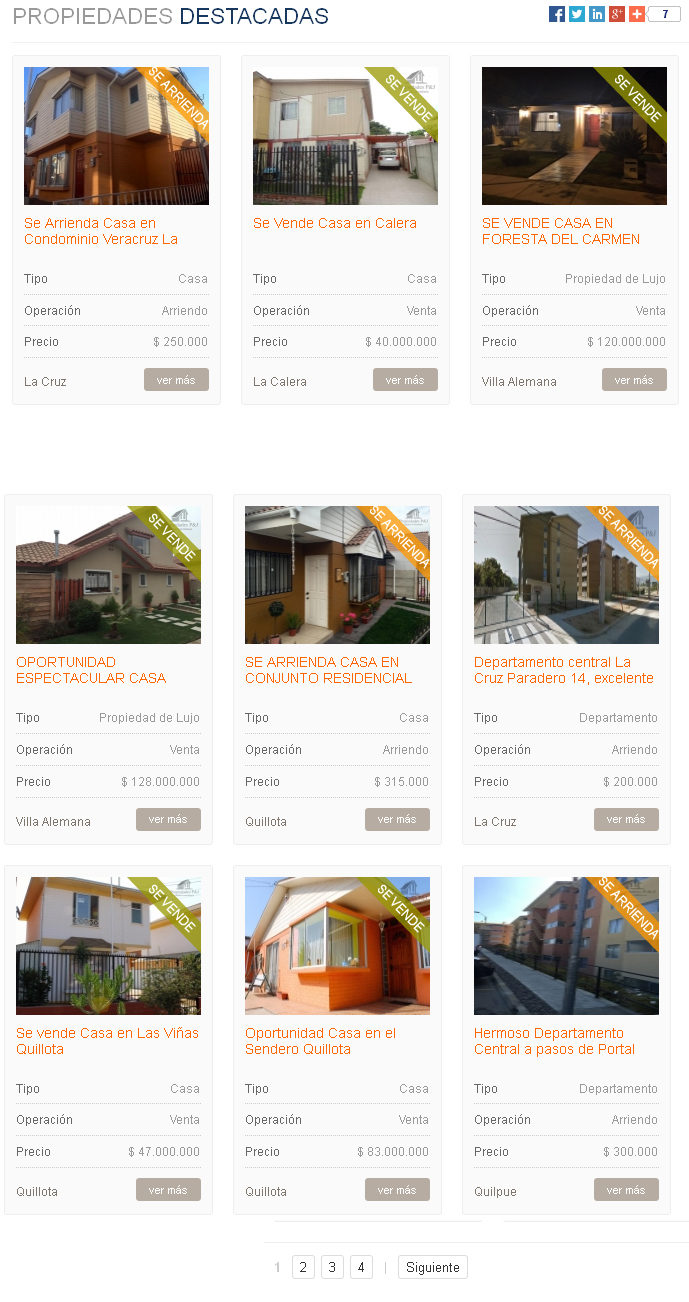 PROPIEDADES DESTACADAS
7
SE ARRIENDA
SE VENDE
SE VENDE
Se Arrienda Casa en
Condominio Veracruz La
Se Vende Casa en Calera
SE VENDE CASA EN
FORESTA DEL CARMEN
Tipo Casa
Tipo Casa
Tipo Propiedad de Lujo
Operación Arriendo
Operación Venta
Operación Venta
Precio $ 250.000
Precio $ 40.000.000
Precio $ 120.000.000
La Cruz ver más
La Calera ver más
Villa Alemana ver más
SE VENDE
SE ARRIENDA
SE ARRIENDA
OPORTUNIDAD
ESPECTACULAR CASA
SE ARRIENDA CASA EN
CONJUNTO RESIDENCIAL
Departamento central La
Cruz Paradero 14, excelente
Tipo Propiedad de Lujo
Tipo Casa
Tipo Departamento
Operación Venta
Operación Arriendo
Operación Arriendo
Precio $ 128.000.000
Precio $ 315.000
Precio $ 200.000
Villa Alemana ver más
Quillota ver más
La Cruz ver más
SE VENDE
SE VENDE
SE ARRIENDA
Se vende Casa en Las Viñas
Quillota
Oportunidad Casa en el
Sendero Quillota
Hermoso Departamento
Central a pasos de Portal
Tipo Casa
Tipo Casa
Tipo Departamento
Operación Venta
Operación Venta
Operación Arriendo
Precio $ 47.000.000
Precio $ 83.000.000
Precio $ 300.000
Quillota ver más
Quillota ver más
Quilpue ver más
1 2 3 4 | Siguiente